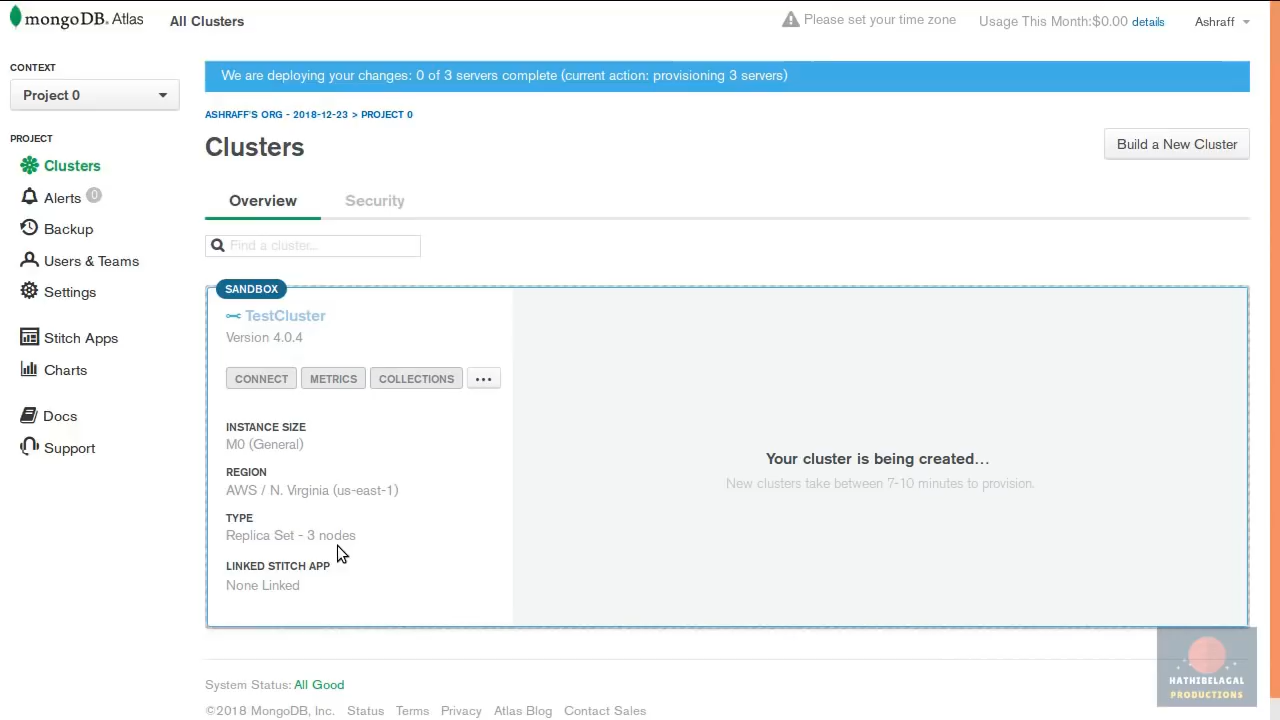 mongoDB. Atlas
All Clusters
Please set your time zone
Usage This Month:$0.00 details
Ashraff
CONTEXT
Project 0
PROJECT
Clusters
Alerts 0
Backup
Users & Teams
Settings
Stitch Apps
Charts
Docs
Support
We are deploying your changes: 0 of 3 servers complete (current action: provisioning 3 servers)
ASHRAFF'S ORG - 2018-12-23 > PROJECT 0
Clusters
Build a New Cluster
Overview
Security
Find a cluster...
SANDBOX
TestCluster
Version 4.0.4
CONNECT
METRICS
COLLECTIONS
...
INSTANCE SIZE
M0 (General)
REGION
AWS / N. Virginia (us-east-1)
TYPE
Replica Set - 3 nodes
LINKED STITCH APP
None Linked
Your cluster is being created...
New clusters take between 7-10 minutes to provision.
System Status: All Good
©2018 MongoDB, Inc. Status Terms Privacy Atlas Blog Contact Sales
HATHIBELAGAL
PRODUCTIONS